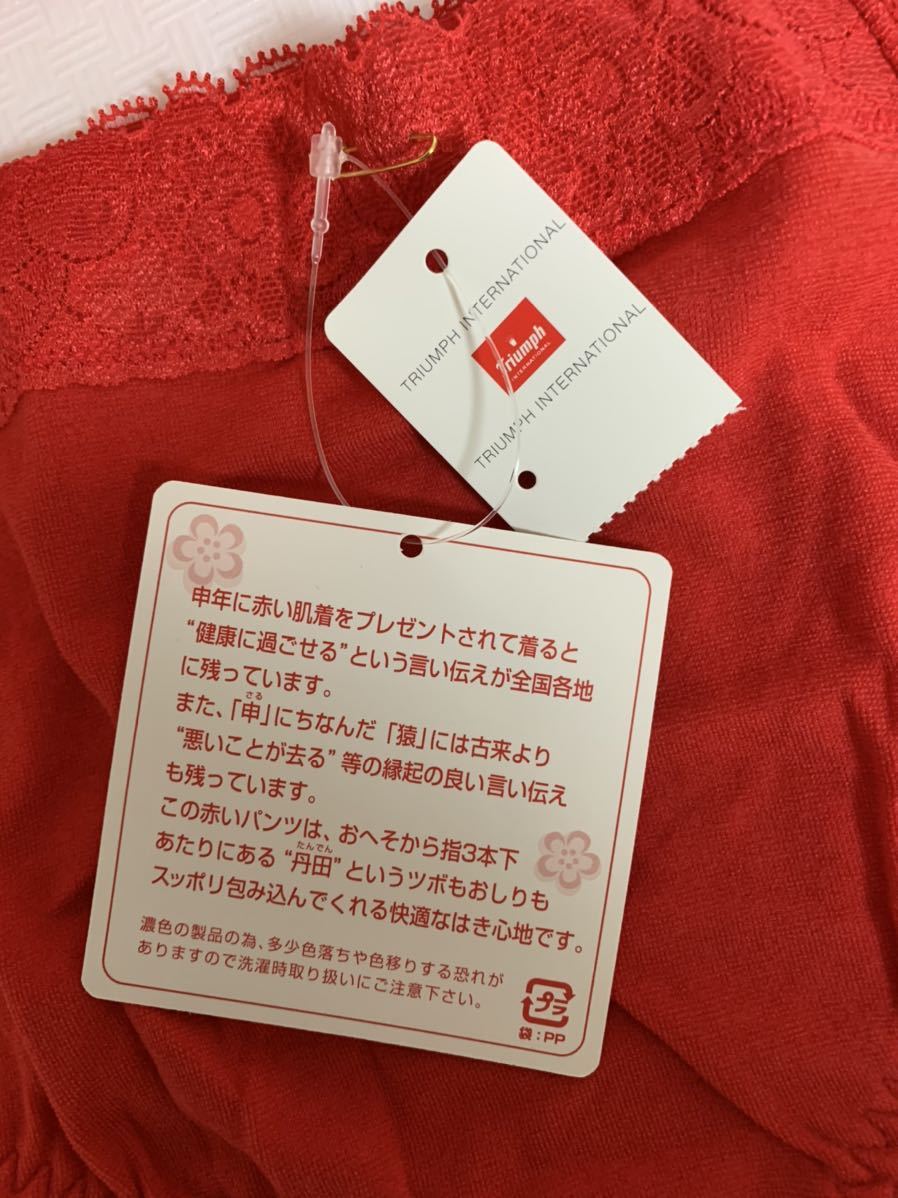 TRIUMPH INTERNATIONAL
Triumph
INTERNATIONAL
TRIUMPH INTERNATIONAL
申年に赤い肌着をプレゼントされて着ると
“健康に過ごせる”という言い伝えが全国各地
に残っています。
さる
また、「申」にちなんだ「猿」には古来より
“悪いことが去る”等の縁起の良い言い伝え
も残っています。
この赤いパンツは、おへそから指3本下
たんでん
あたりにある“丹田”というツボもおしりも
スッポリ包み込んでくれる快適なはき心地です。
濃色の製品の為、多少色落ちや色移りする恐れが
ありますので洗濯時取り扱いにご注意下さい。
プラ
袋：PP